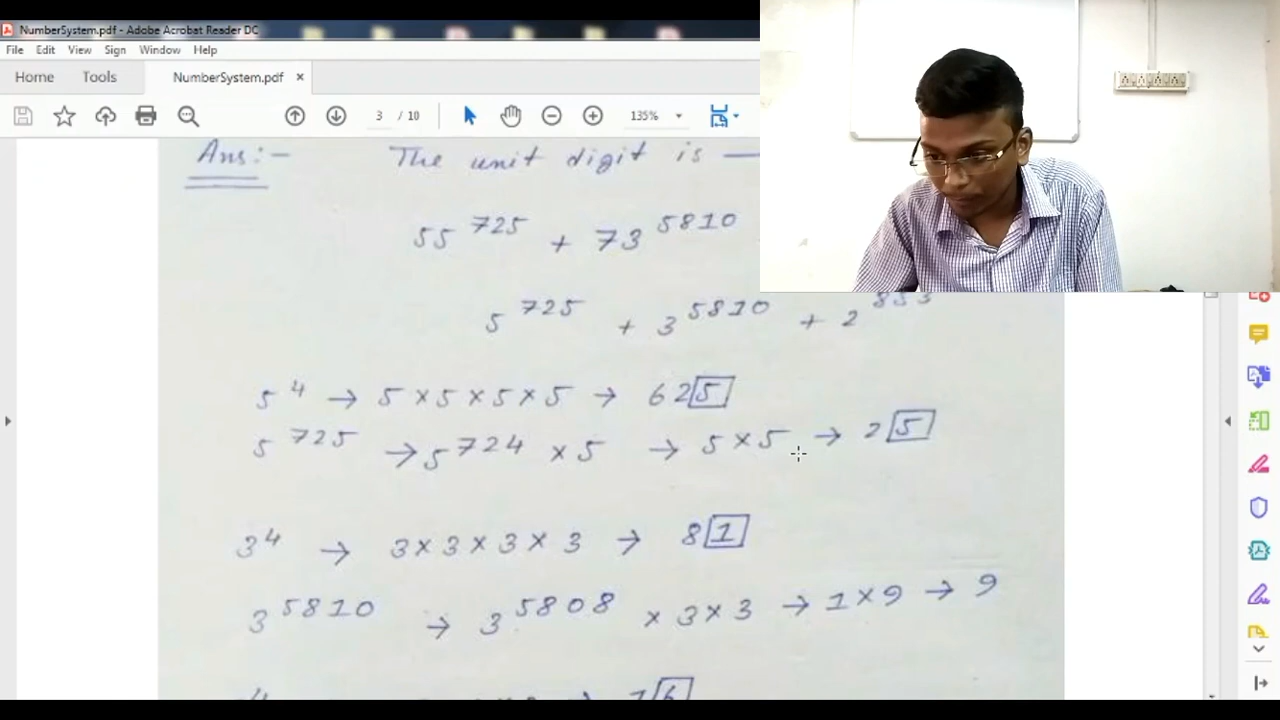 NumberSystem.pdf - Adobe Acrobat Reader DC
File Edit View Sign Window Help
Home Tools NumberSystem.pdf ×
3 / 10 135%
Ans:- The unit digit is —
55^725 + 73^5810
5^725 + 3^5810 + 2^853
5^4 → 5 × 5 × 5 × 5 → 625
5^725 → 5^724 × 5 → 5 × 5 → 25
3^4 → 3 × 3 × 3 × 3 → 81
3^5810 → 3^5808 × 3 × 3 → 1 × 9 → 9